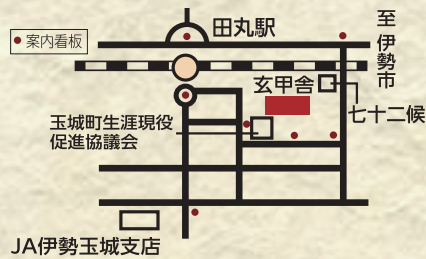 田丸駅
至 伊勢市
案内看板
玄甲舎
七十二候
玉城町生涯現役
促進協議会
JA伊勢玉城支店